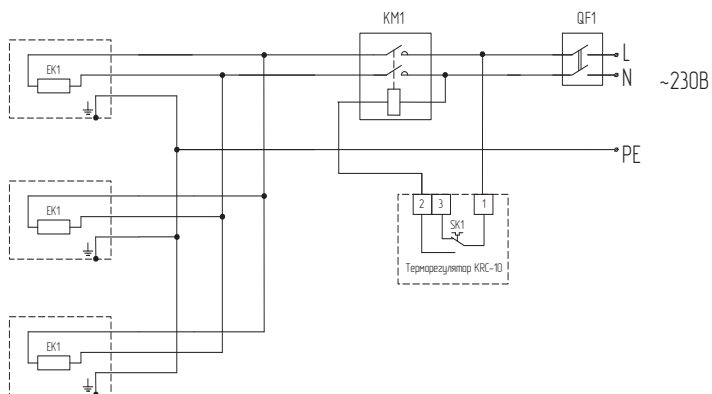 KM1
QF1
EK1
L
N
~230В
PE
EK1
2
3
1
SK1
Терморегулятор KRC-10
EK1